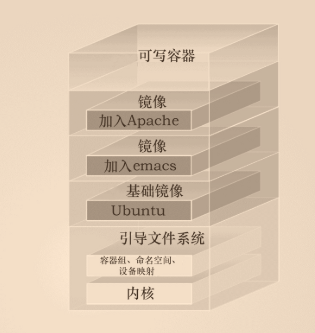 可写容器
镜像
加入Apache
镜像
加入emacs
基础镜像
Ubuntu
引导文件系统
容器组、命名空间、
设备映射
内核